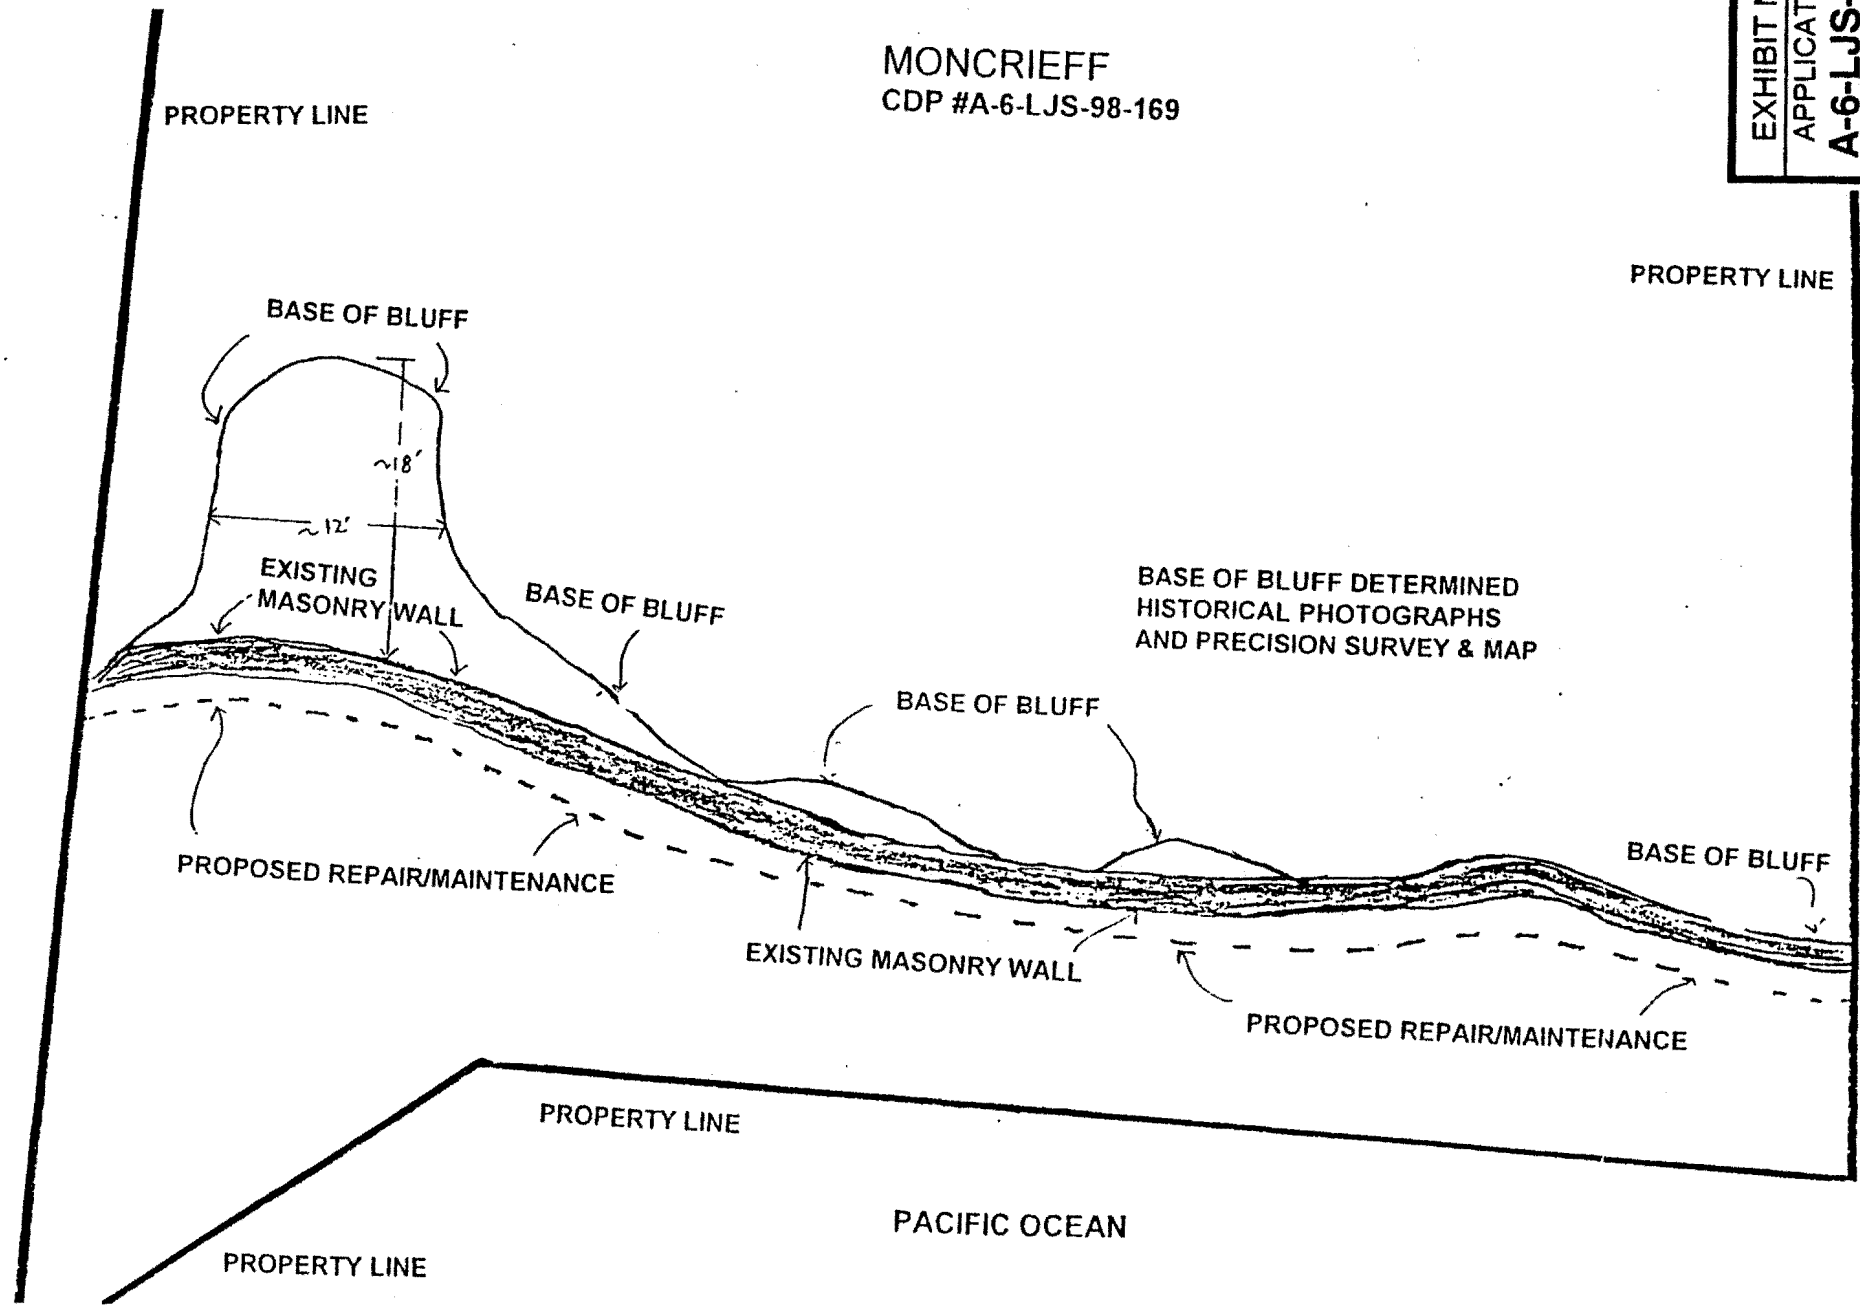 MONCRIEFF
CDP #A-6-LJS-98-169
EXHIBIT
A-6-LJS-
PROPERTY LINE
PROPERTY LINE
BASE OF BLUFF
~18'
~12'
EXISTING
MASONRY WALL
BASE OF BLUFF
BASE OF BLUFF DETERMINED
HISTORICAL PHOTOGRAPHS
AND PRECISION SURVEY & MAP
BASE OF BLUFF
BASE OF BLUFF
PROPOSED REPAIR/MAINTENANCE
EXISTING MASONRY WALL
PROPOSED REPAIR/MAINTENANCE
PROPERTY LINE
PACIFIC OCEAN
PROPERTY LINE